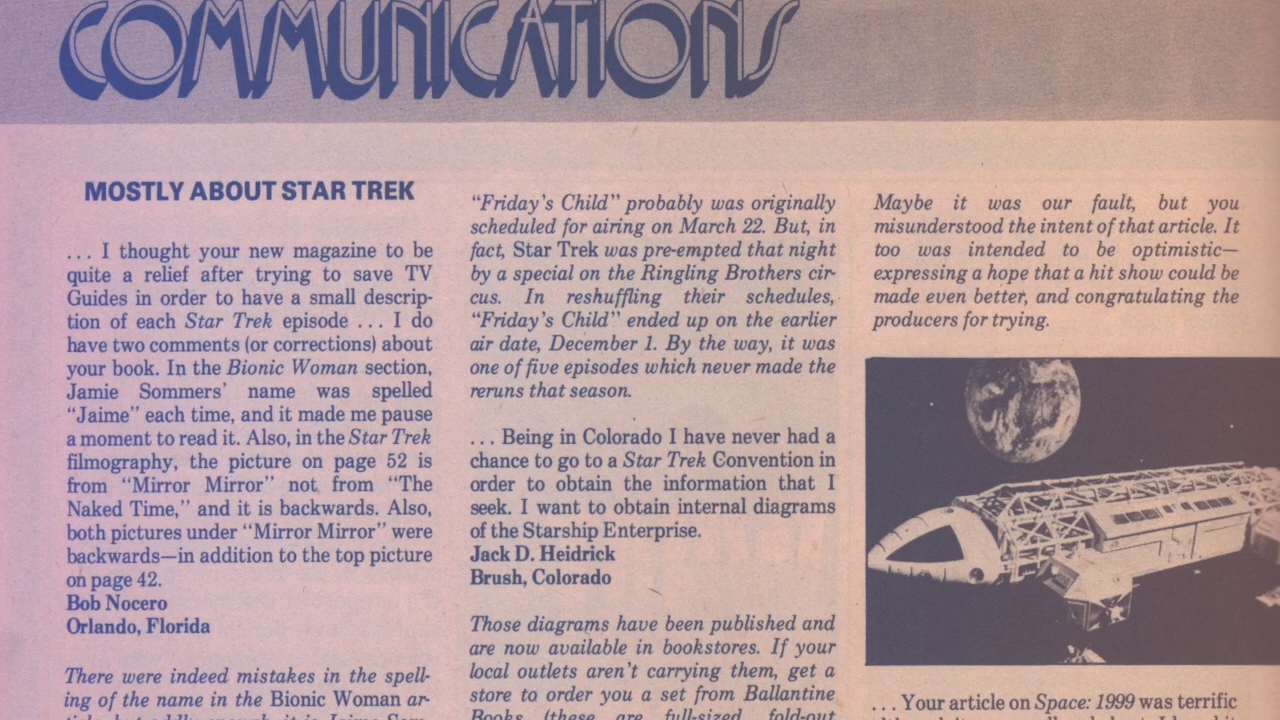 COMMUNICATIONS
MOSTLY ABOUT STAR TREK
... I thought your new magazine to be
quite a relief after trying to save TV
Guides in order to have a small descrip-
tion of each Star Trek episode ... I do
have two comments (or corrections) about
your book. In the Bionic Woman section,
Jamie Sommers' name was spelled
“Jaime” each time, and it made me pause
a moment to read it. Also, in the Star Trek
filmography, the picture on page 52 is
from “Mirror Mirror” not from “The
Naked Time,” and it is backwards. Also,
both pictures under “Mirror Mirror” were
backwards—in addition to the top picture
on page 42.
Bob Nocero
Orlando, Florida
There were indeed mistakes in the spell-
ing of the name in the Bionic Woman ar-
“Friday's Child” probably was originally
scheduled for airing on March 22. But, in
fact, Star Trek was pre-empted that night
by a special on the Ringling Brothers cir-
cus. In reshuffling their schedules,
“Friday's Child” ended up on the earlier
air date, December 1. By the way, it was
one of five episodes which never made the
reruns that season.
... Being in Colorado I have never had a
chance to go to a Star Trek Convention in
order to obtain the information that I
seek. I want to obtain internal diagrams
of the Starship Enterprise.
Jack D. Heidrick
Brush, Colorado
Those diagrams have been published and
are now available in bookstores. If your
local outlets aren't carrying them, get a
store to order you a set from Ballantine
Books (these are full-sized, fold-out
Maybe it was our fault, but you
misunderstood the intent of that article. It
too was intended to be optimistic—
expressing a hope that a hit show could be
made even better, and congratulating the
producers for trying.
... Your article on Space: 1999 was terrific